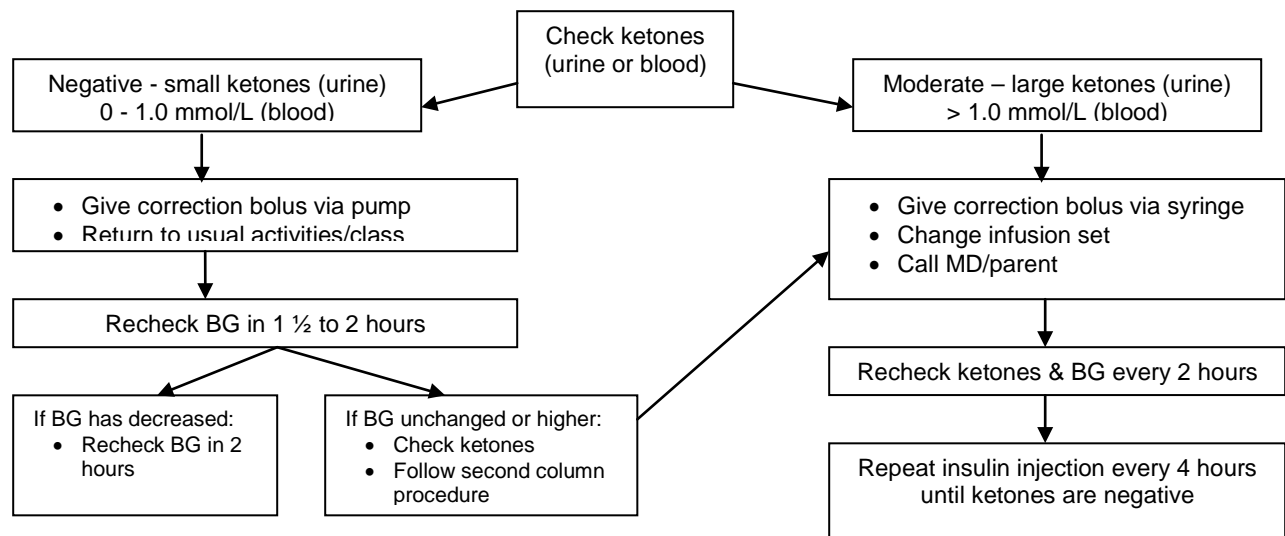 Check ketones
(urine or blood)
Negative - small ketones (urine)
0 - 1.0 mmol/L (blood)
• Give correction bolus via pump
• Return to usual activities/class
Recheck BG in 1 ½ to 2 hours
If BG has decreased:
• Recheck BG in 2
hours
If BG unchanged or higher:
• Check ketones
• Follow second column
procedure
Moderate – large ketones (urine)
> 1.0 mmol/L (blood)
• Give correction bolus via syringe
• Change infusion set
• Call MD/parent
Recheck ketones & BG every 2 hours
Repeat insulin injection every 4 hours
until ketones are negative